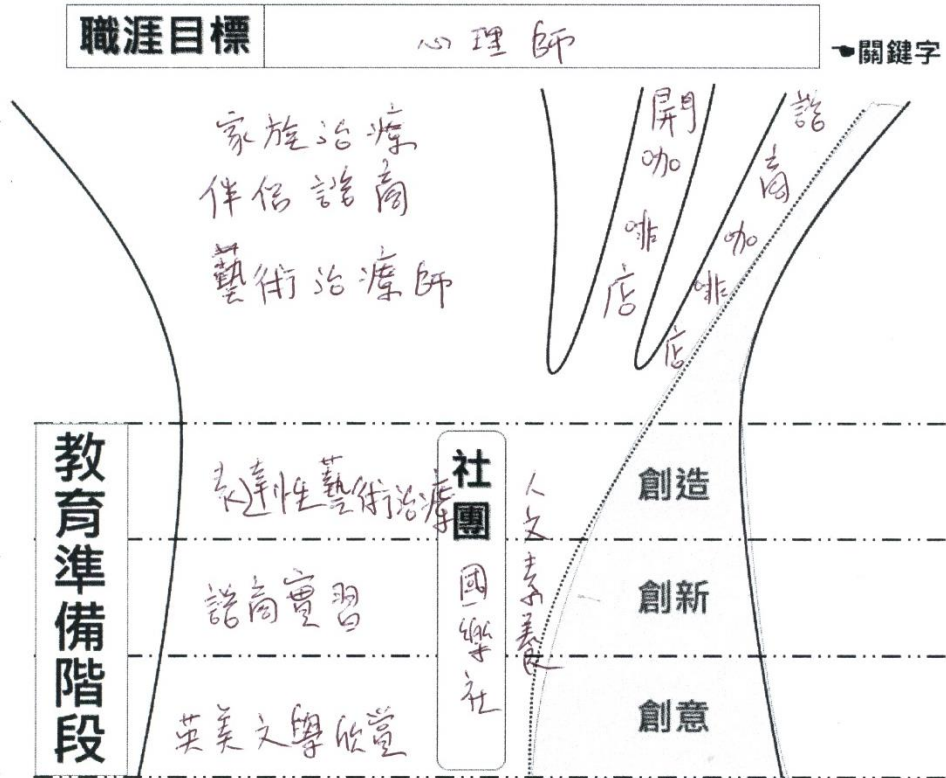 職涯目標
心理師
☚關鍵字
家族治療
伴侶諮商
藝術治療師
開咖啡店
諮商咖啡店
教育準備階段
表達性藝術治療
諮商實習
英美文學欣賞
社團
國樂社
人文素養
創造
創新
創意